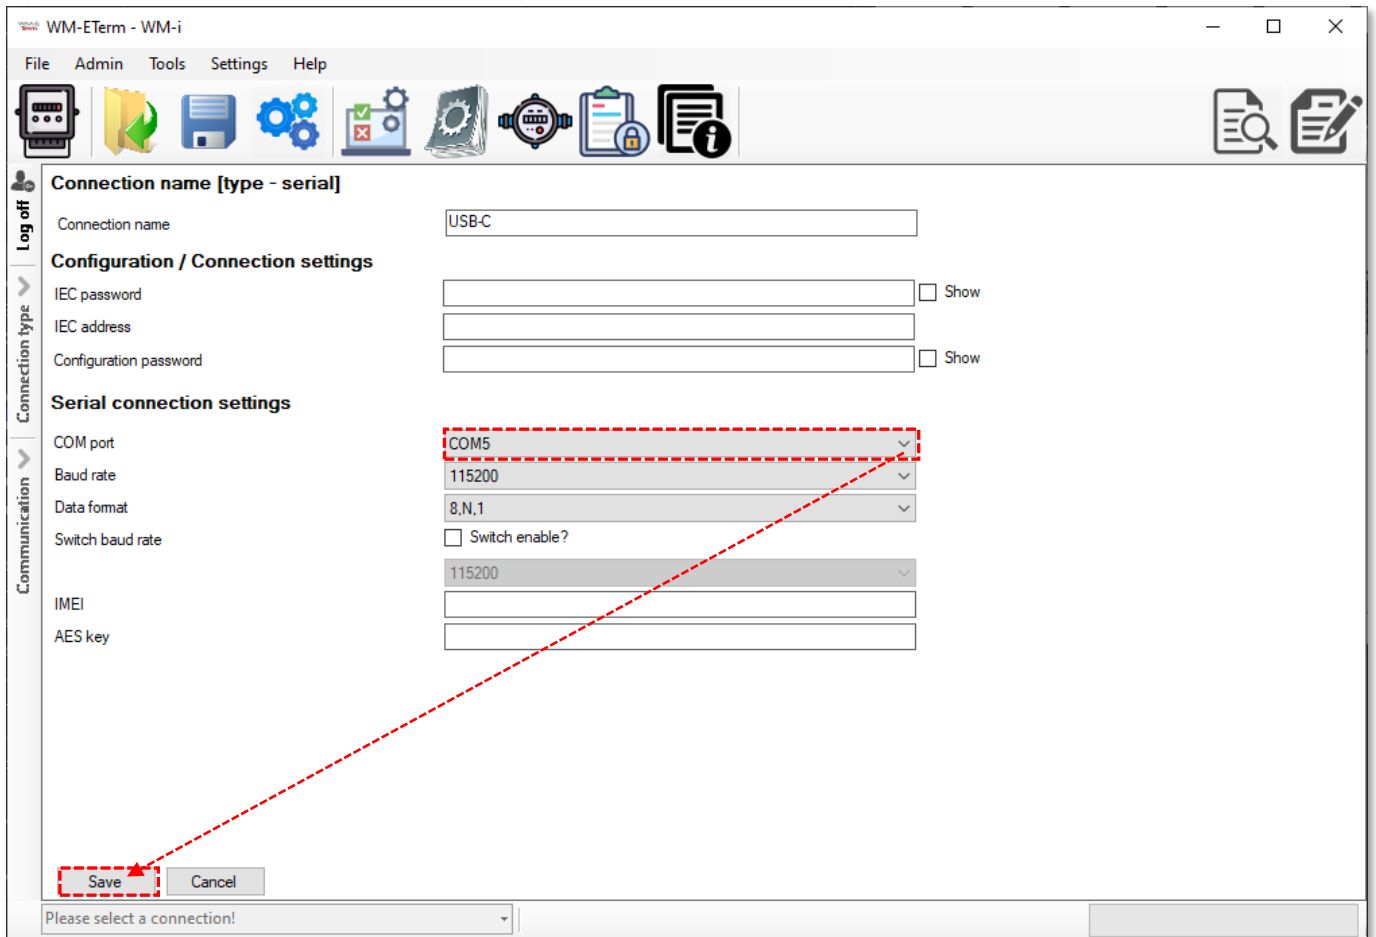 WM-ETerm - WM-i
File Admin Tools Settings Help
Log off
Connection type
Communication
Connection name [type - serial]
Connection name USB-C
Configuration / Connection settings
IEC password Show
IEC address
Configuration password Show
Serial connection settings
COM port COM5
Baud rate 115200
Data format 8,N,1
Switch baud rate Switch enable?
115200
IMEI
AES key
Save Cancel
Please select a connection!